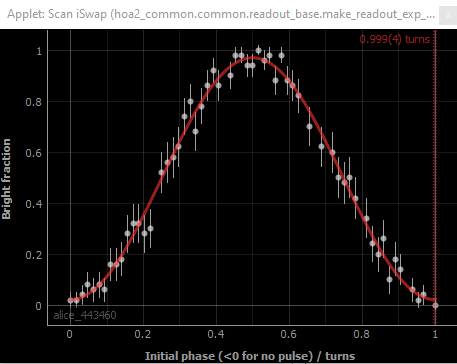 Applet: Scan iSwap (hoa2_common.common.readout_base.make_readout_exp_...
0.999(4) turns
1
0.8
0.6
0.4
0.2
0
Bright fraction
alice_443460
0
0.2
0.4
0.6
0.8
1
Initial phase (<0 for no pulse) / turns